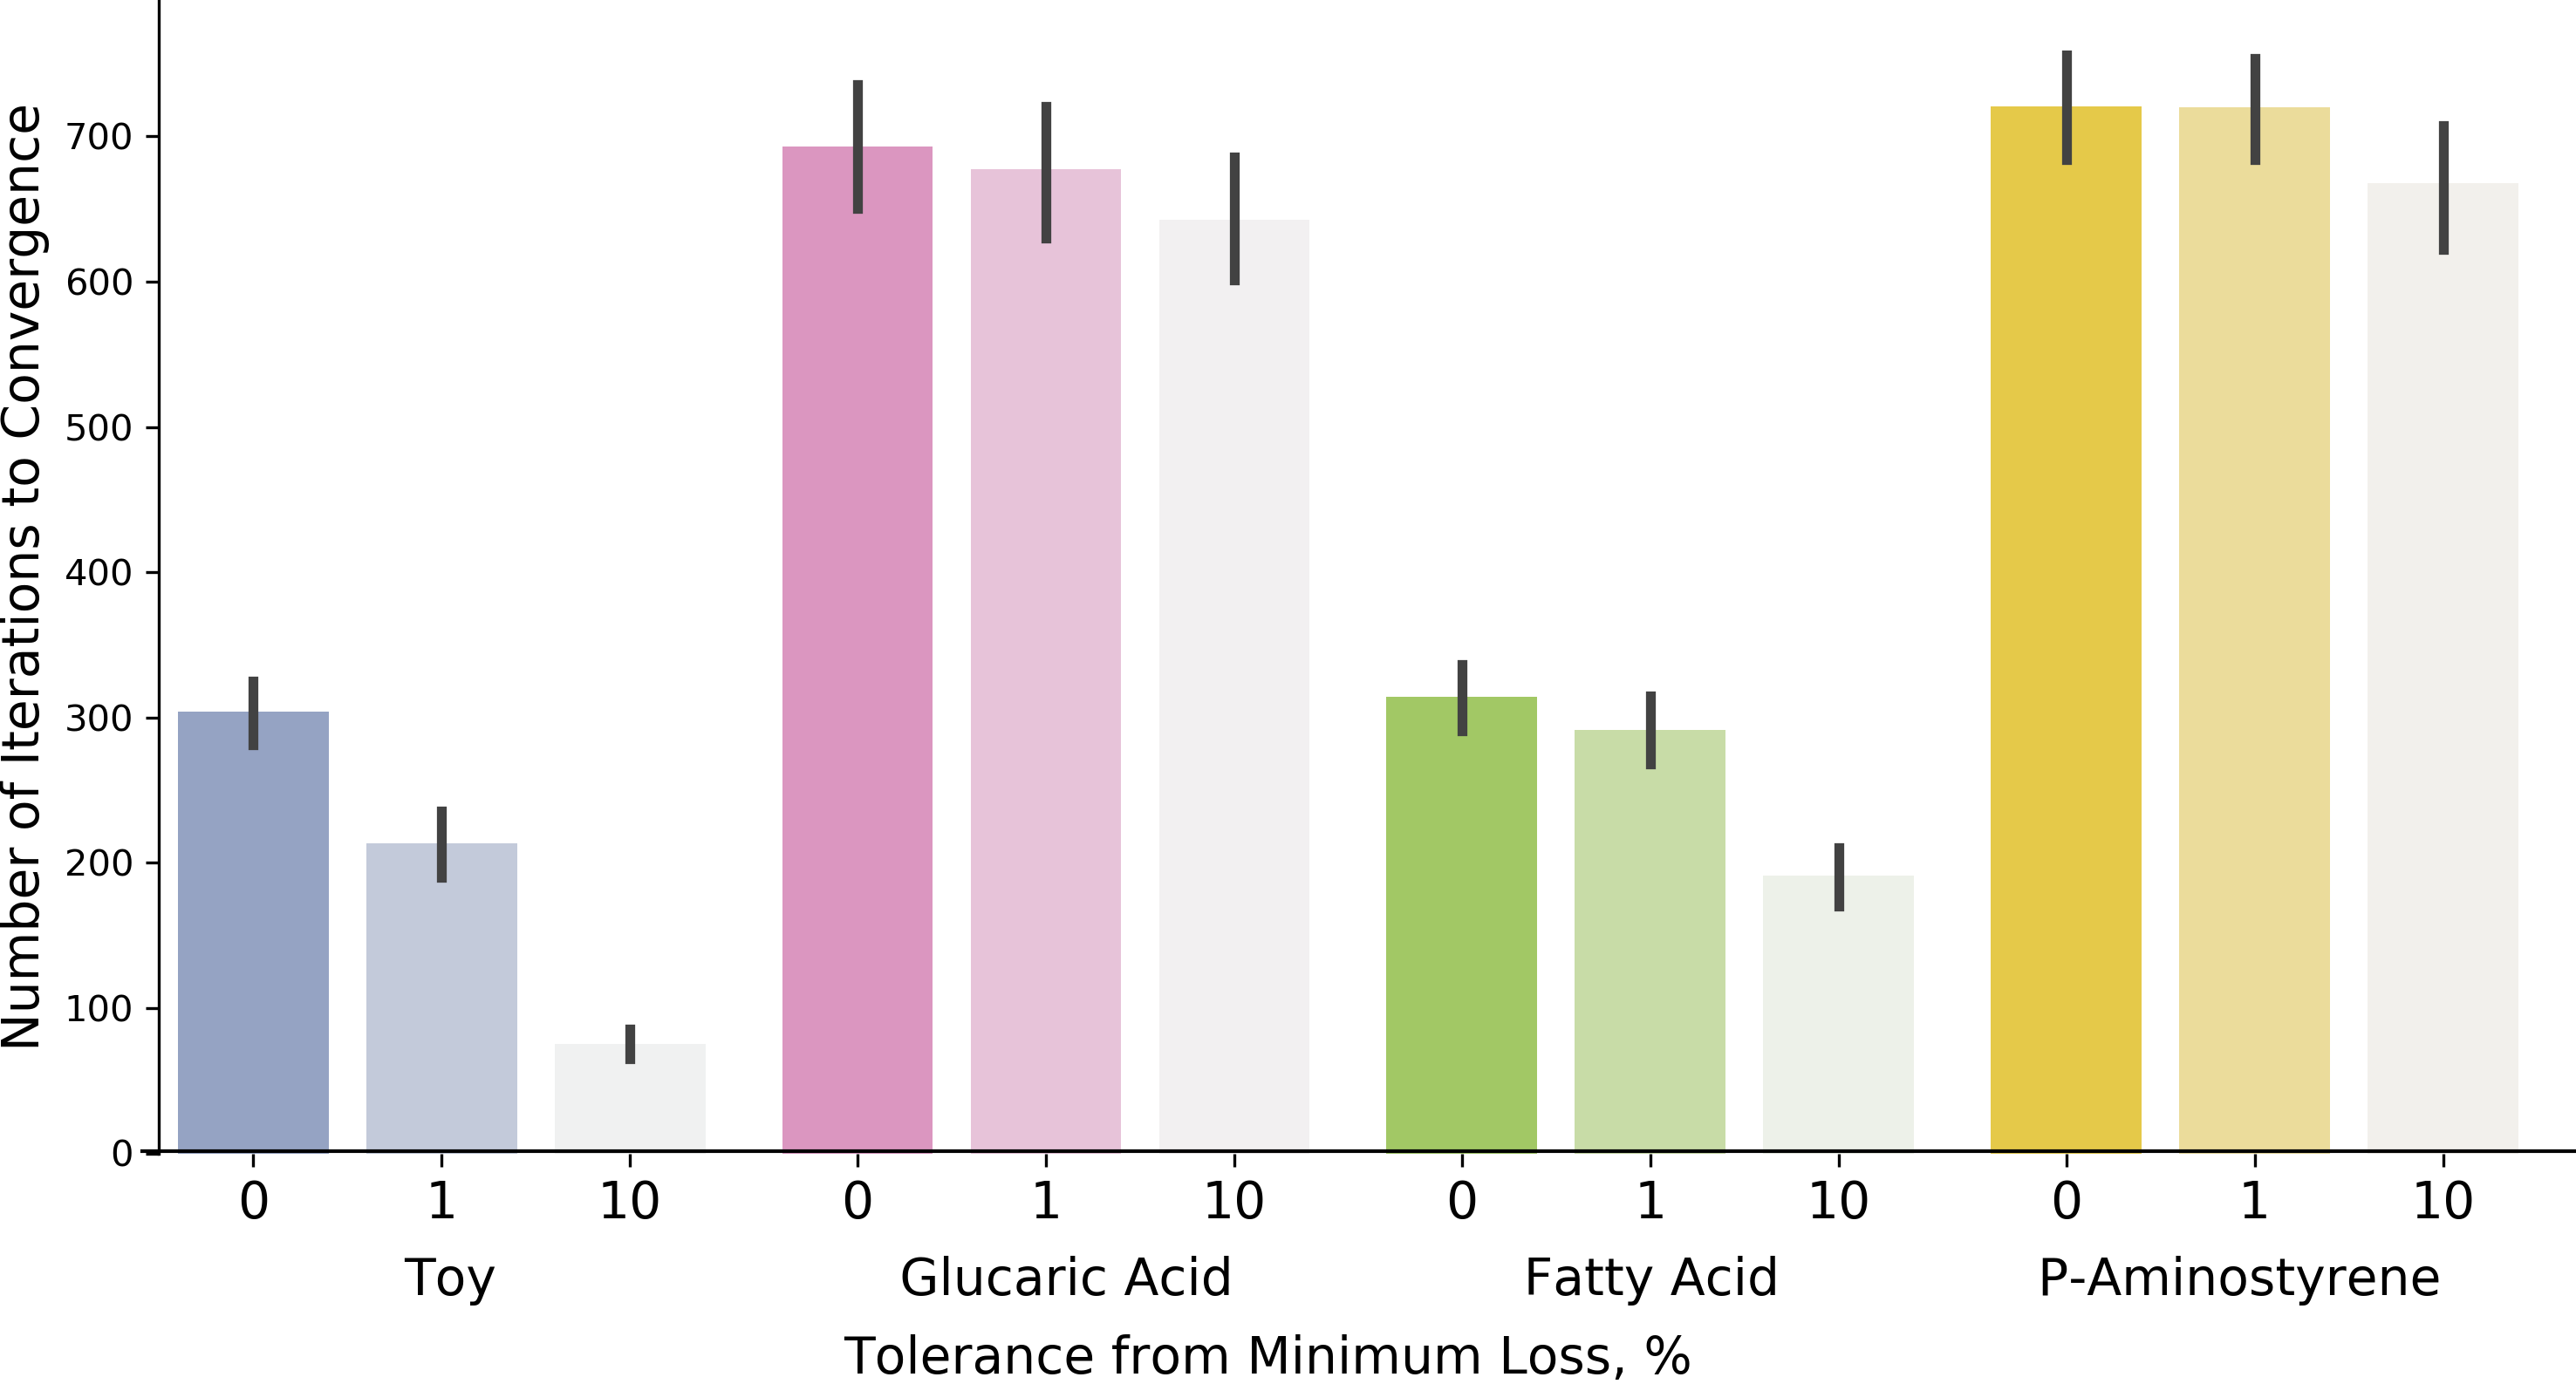 Number of Iterations to Convergence
700
600
500
400
300
200
100
0
0 1 10 0 1 10 0 1 10 0 1 10
Toy Glucaric Acid Fatty Acid P-Aminostyrene
Tolerance from Minimum Loss, %